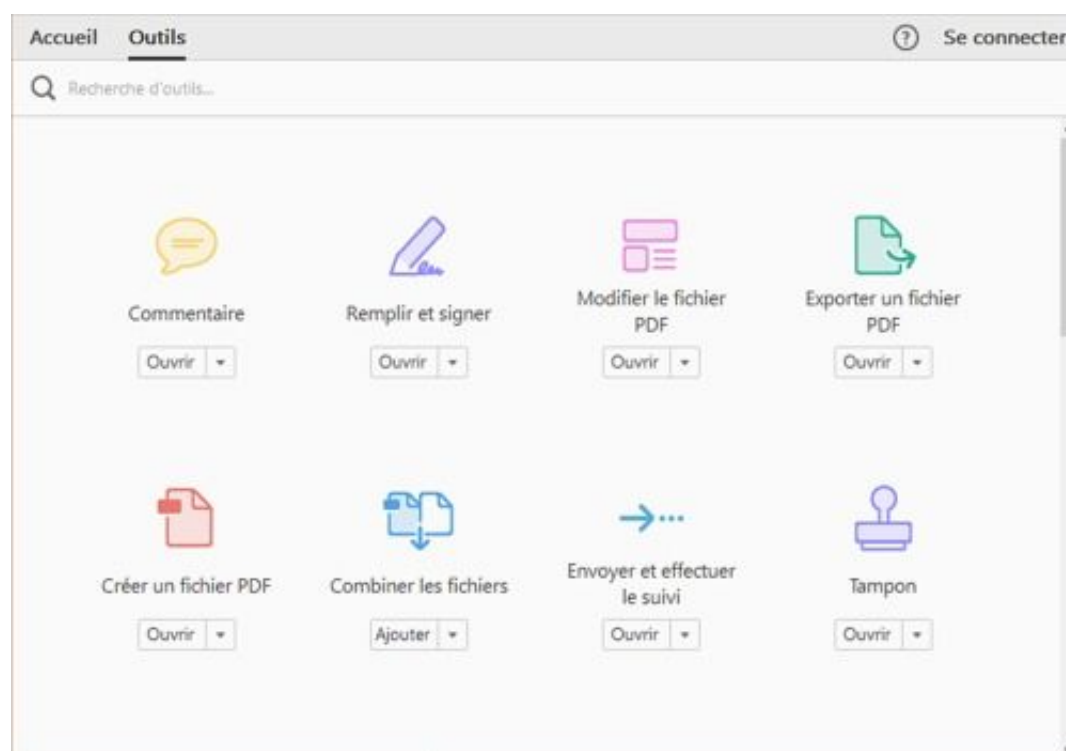 Accueil Outils ? Se connecter
Recherche d'outils...
Commentaire
Ouvrir
Remplir et signer
Ouvrir
Modifier le fichier
PDF
Ouvrir
Exporter un fichier
PDF
Ouvrir
Créer un fichier PDF
Ouvrir
Combiner les fichiers
Ajouter
Envoyer et effectuer
le suivi
Ouvrir
Tampon
Ouvrir